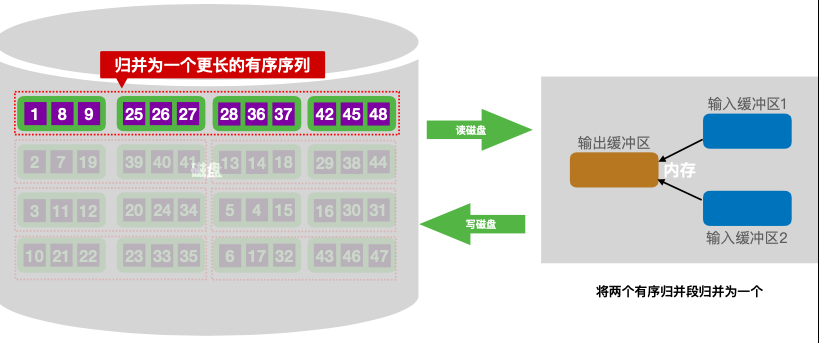 归并为一个更长的有序序列
1 8 9 25 26 27 28 36 37 42 45 48
2 7 19 39 40 41 13 14 18 29 38 44
磁盘
3 11 12 20 24 34 5 4 15 16 30 31
10 21 22 23 33 35 6 17 32 43 46 47
读磁盘
写磁盘
输入缓冲区1
输出缓冲区
内存
输入缓冲区2
将两个有序归并段归并为一个